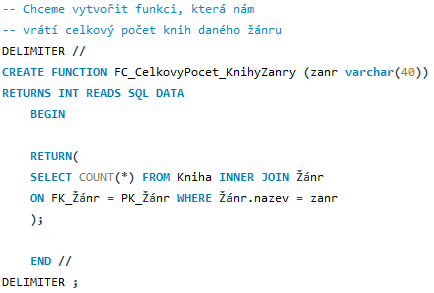 -- Chceme vytvořit funkci, která nám
-- vrátí celkový počet knih daného žánru
DELIMITER //
CREATE FUNCTION FC_CelkovyPocet_KnihyZanry (zanr varchar(40))
RETURNS INT READS SQL DATA
BEGIN
RETURN(
SELECT COUNT(*) FROM Kniha INNER JOIN Žánr
ON FK_Žánr = PK_Žánr WHERE Žánr.nazev = zanr
);
END //
DELIMITER ;